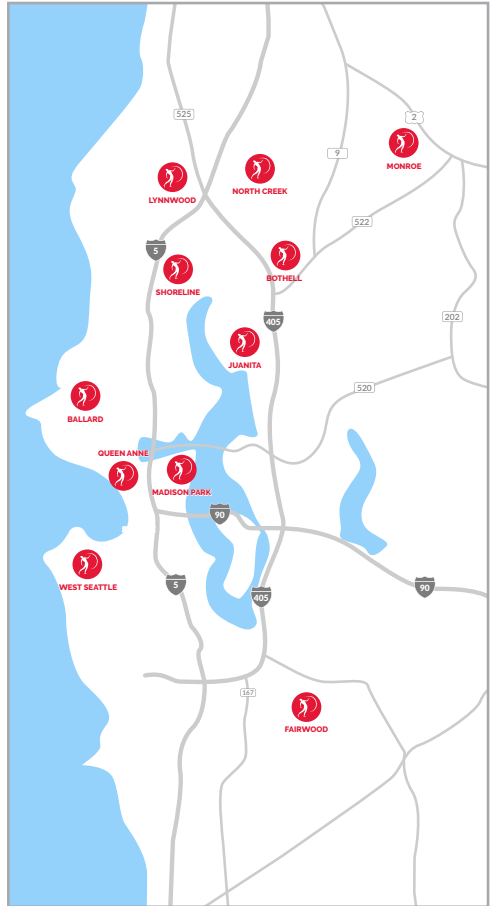 525
2
9
MONROE
NORTH CREEK
LYNNWOOD
522
5
BOTHELL
SHORELINE
202
405
JUANITA
520
BALLARD
QUEEN ANNE
MADISON PARK
90
WEST SEATTLE
5
90
405
167
FAIRWOOD